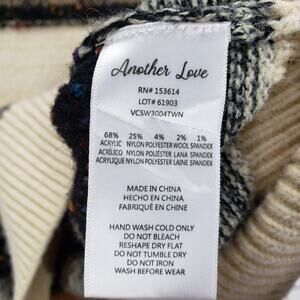 Another Love
RN# 153614
LOT# 61903
VCSW3004TWN
68% 25% 4% 2% 1%
ACRYLIC NYLON POLYESTER WOOL SPANDEX
ACRÍLICO NYLON POLIÉSTER LANA SPANDEX
ACRYLIQUE NYLON POLYESTER LAINE SPANDEX
MADE IN CHINA
HECHO EN CHINA
FABRIQUÉ EN CHINE
HAND WASH COLD ONLY
DO NOT BLEACH
RESHAPE DRY FLAT
DO NOT TUMBLE DRY
DO NOT IRON
WASH BEFORE WEAR